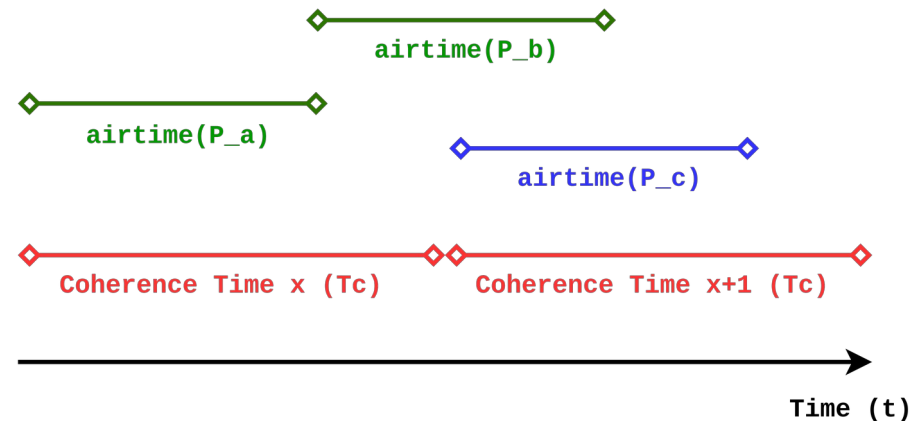 airtime(P_b)
airtime(P_a)
airtime(P_c)
Coherence Time x (Tc)
Coherence Time x+1 (Tc)
Time (t)